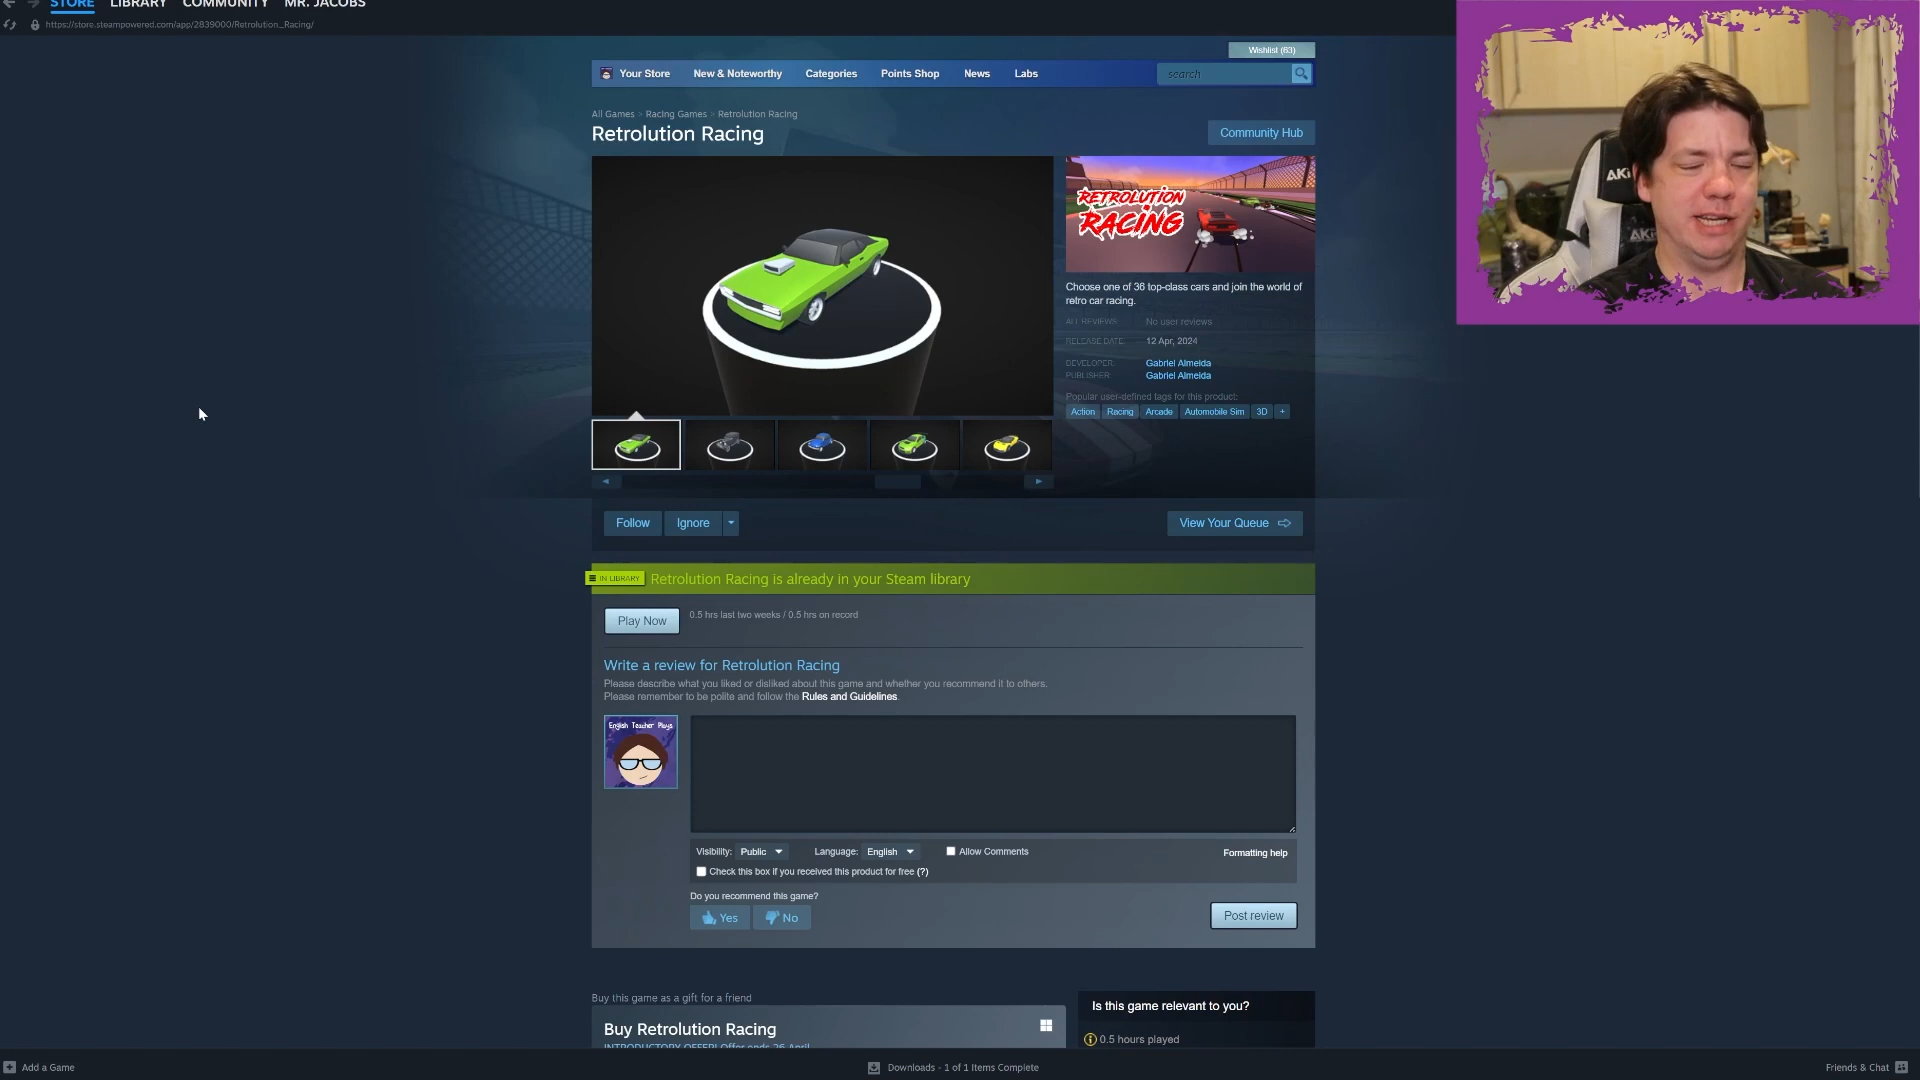 STORE LIBRARY COMMUNITY MR. JACOBS
https://store.steampowered.com/app/2839000/Retrolution_Racing/
Wishlist (63)
Your Store New & Noteworthy Categories Points Shop News Labs search
All Games > Racing Games > Retrolution Racing
Retrolution Racing
Community Hub
RETROLUTION
RACING
Choose one of 36 top-class cars and join the world of
retro car racing.
ALL REVIEWS: No user reviews
RELEASE DATE: 12 Apr, 2024
DEVELOPER: Gabriel Almeida
PUBLISHER: Gabriel Almeida
Popular user-defined tags for this product:
Action Racing Arcade Automobile Sim 3D +
Follow Ignore View Your Queue
IN LIBRARY Retrolution Racing is already in your Steam library
Play Now 0.5 hrs last two weeks / 0.5 hrs on record
Write a review for Retrolution Racing
Please describe what you liked or disliked about this game and whether you recommend it to others.
Please remember to be polite and follow the Rules and Guidelines.
English Teacher Plays
Visibility: Public Language: English Allow Comments Formatting help
Check this box if you received this product for free (?)
Do you recommend this game?
Yes No Post review
Buy this game as a gift for a friend
Buy Retrolution Racing
INTRODUCTORY OFFER! Offer ends 26 April
Is this game relevant to you?
0.5 hours played
Add a Game Downloads - 1 of 1 Items Complete Friends & Chat